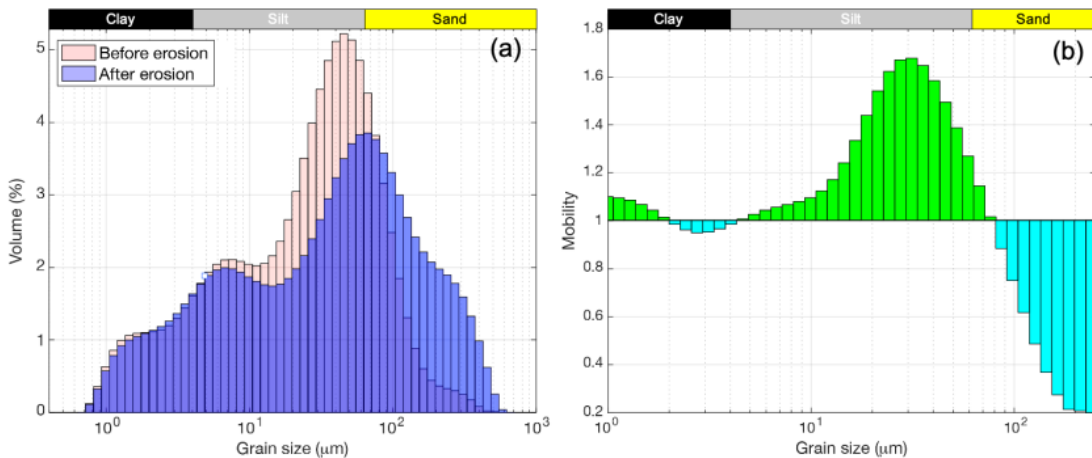 Clay Silt Sand
(a)
Before erosion
After erosion
5
4
3
2
1
0
Volume (%)
10⁰ 10¹ 10² 10³
Grain size (μm)
Clay Silt Sand
(b)
1.8
1.6
1.4
1.2
1
0.8
0.6
0.4
0.2
Mobility
10⁰ 10¹ 10²
Grain size (μm)